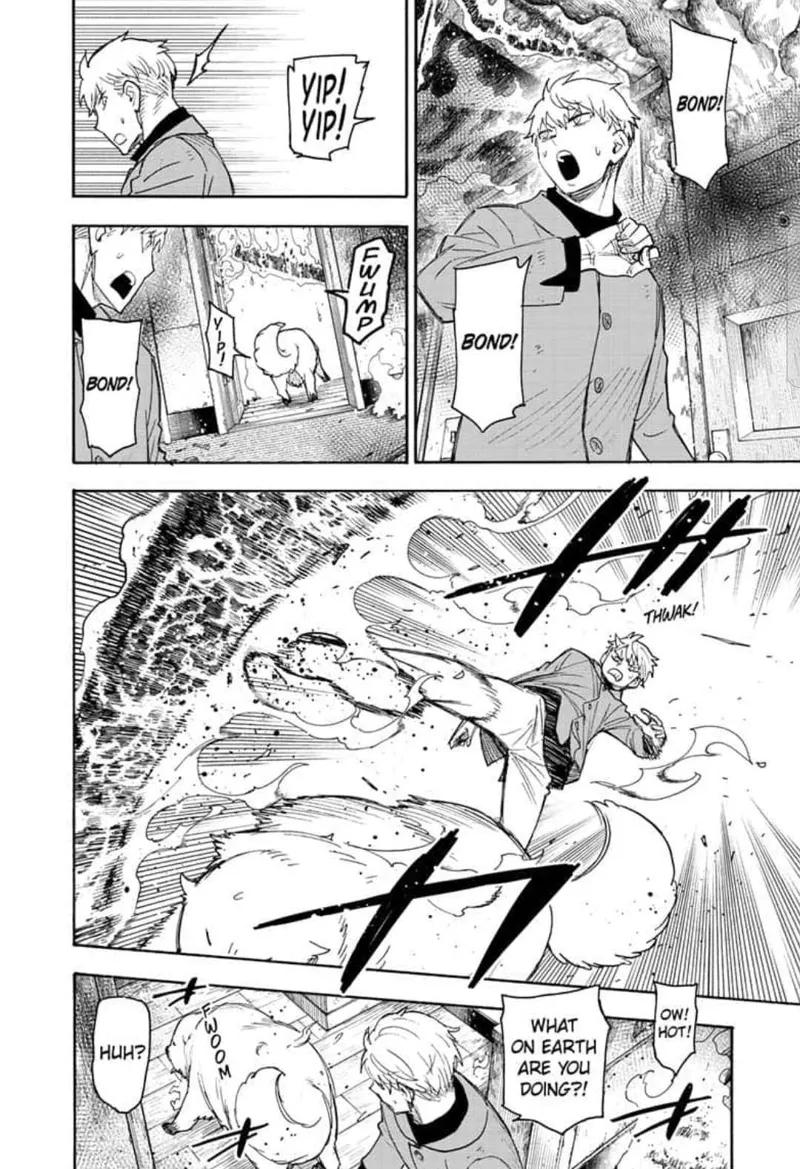 BOND!
BOND!
YIP!
YIP!
FWUMP
YIP!
BOND!
THWAK!
OW!
HOT!
WHAT
ON EARTH
ARE YOU
DOING?!
FWOOM
HUH?